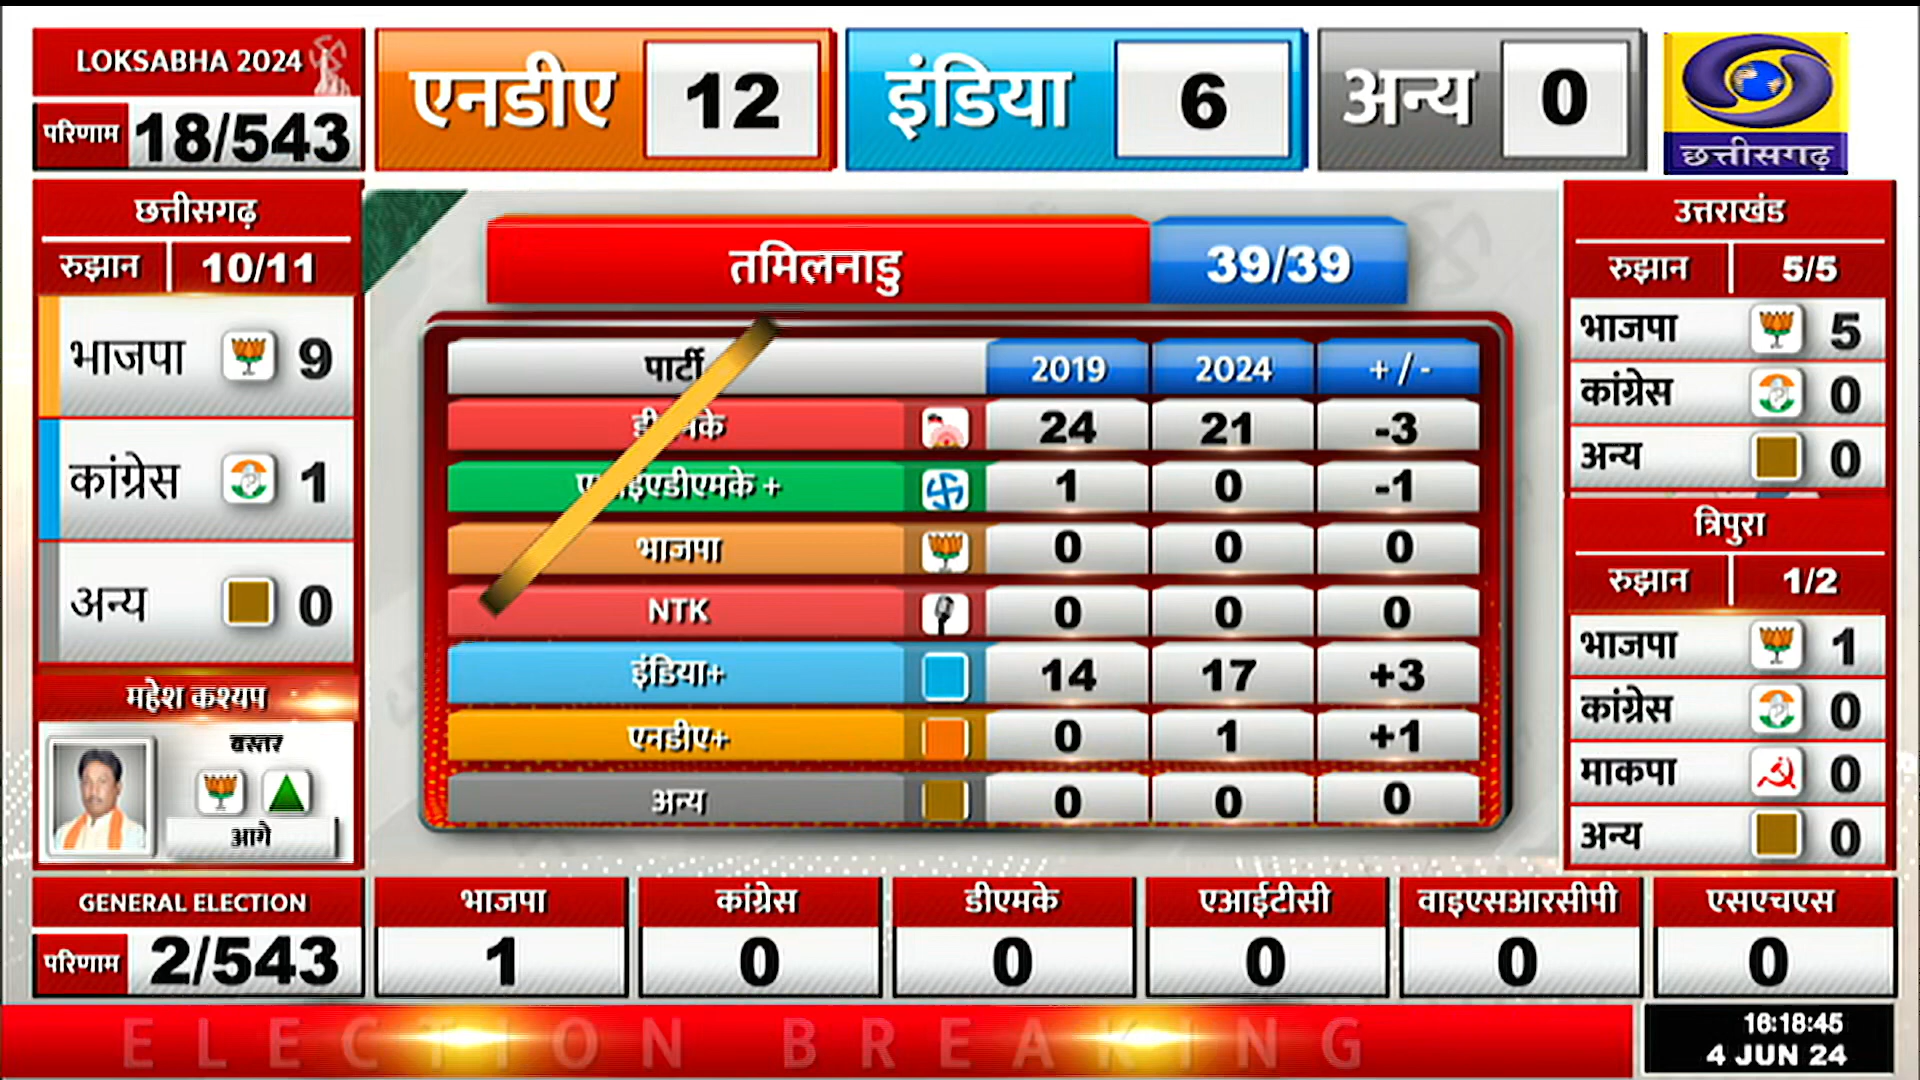 LOKSABHA 2024
परिणाम 18/543
एनडीए 12
इंडिया 6
अन्य 0
छत्तीसगढ़
छत्तीसगढ़
रुझान 10/11
भाजपा 9
कांग्रेस 1
अन्य 0
महेश कश्यप
बस्तर
आगे
तमिलनाडु 39/39
पार्टी 2019 2024 + / -
24 21 -3
1 0 -1
भाजपा 0 0 0
NTK 0 0 0
इंडिया+ 14 17 +3
एनडीए+ 0 1 +1
अन्य 0 0 0
उत्तराखंड
रुझान 5/5
भाजपा 5
कांग्रेस 0
अन्य 0
त्रिपुरा
रुझान 1/2
भाजपा 1
कांग्रेस 0
माकपा 0
अन्य 0
GENERAL ELECTION
परिणाम 2/543
भाजपा 1
कांग्रेस 0
डीएमके 0
एआईटीसी 0
वाइएसआरसीपी 0
एसएचएस 0
ELECTION BREAKING
16:18:45
4 JUN 24